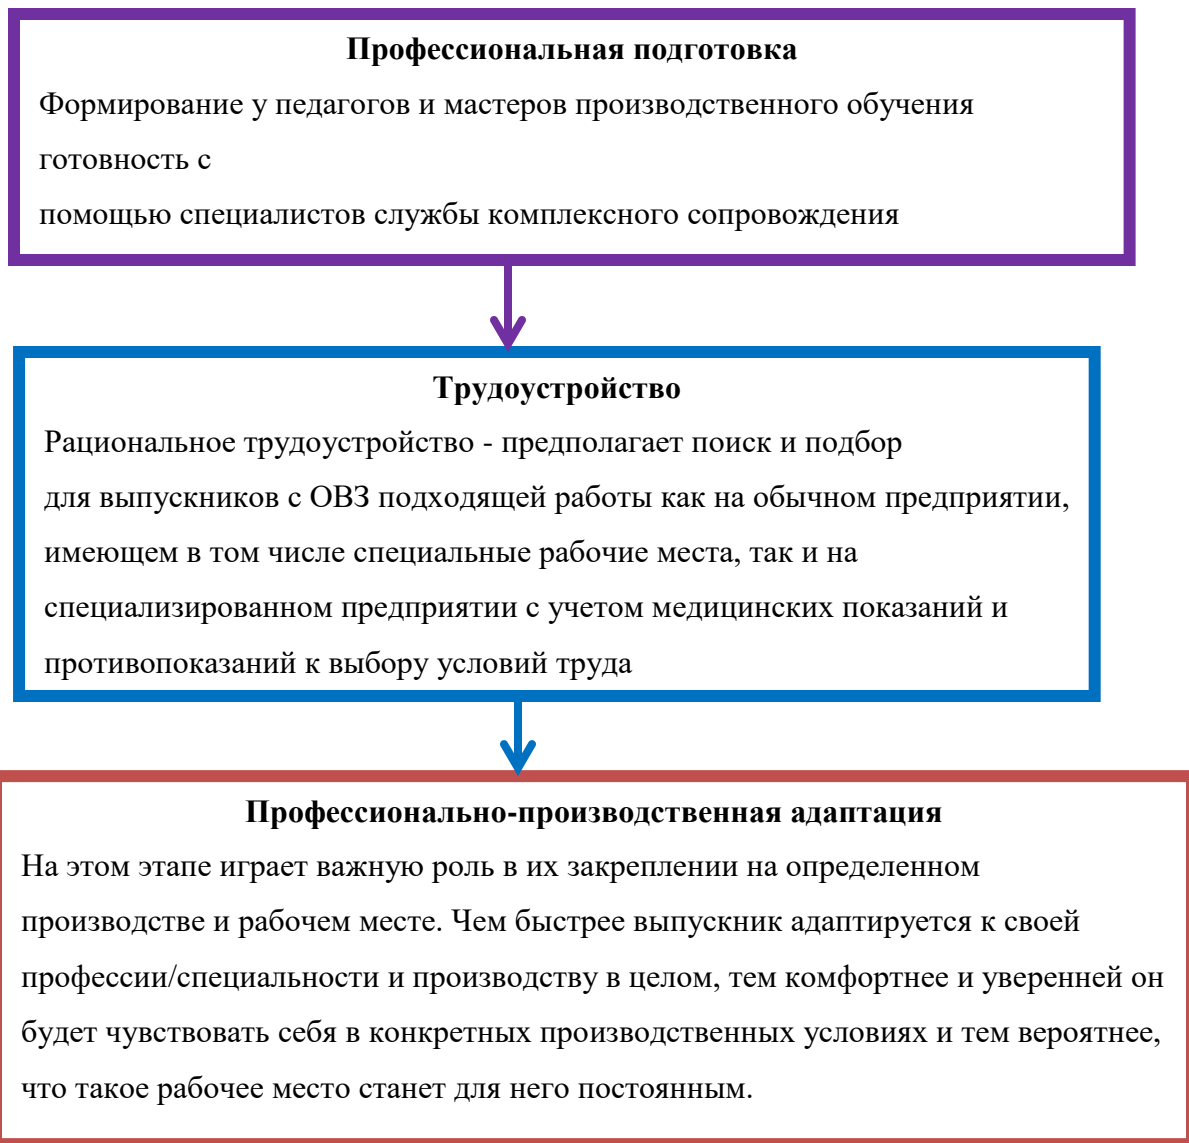 Профессиональная подготовка
Формирование у педагогов и мастеров производственного обучения
готовность с
помощью специалистов службы комплексного сопровождения
Трудоустройство
Рациональное трудоустройство - предполагает поиск и подбор
для выпускников с ОВЗ подходящей работы как на обычном предприятии,
имеющем в том числе специальные рабочие места, так и на
специализированном предприятии с учетом медицинских показаний и
противопоказаний к выбору условий труда
Профессионально-производственная адаптация
На этом этапе играет важную роль в их закреплении на определенном
производстве и рабочем месте. Чем быстрее выпускник адаптируется к своей
профессии/специальности и производству в целом, тем комфортнее и уверенней он
будет чувствовать себя в конкретных производственных условиях и тем вероятнее,
что такое рабочее место станет для него постоянным.